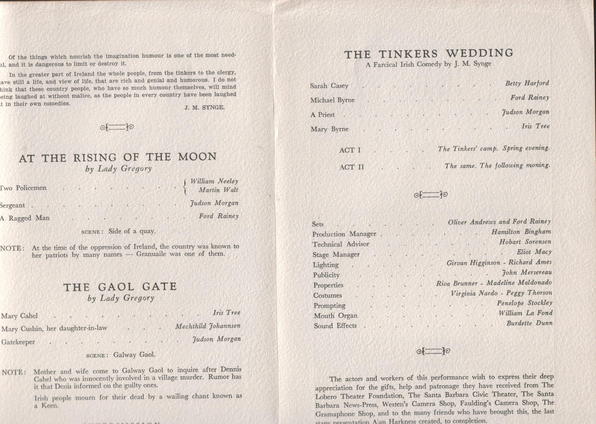 Of the things which nourish the imagination humour is one of the most need-
ul, and it is dangerous to limit or destroy it.
In the greater part of Ireland the whole people, from the tinkers to the clergy,
ave still a life, and view of life, that are rich and genial and humorous. I do not
hink that these country people, who have so much humour themselves, will mind
eing laughed at without malice, as the people in every country have been laughed
t in their own comedies.
J. M. SYNGE.
AT THE RISING OF THE MOON
by Lady Gregory
Two Policemen . . . . . . { William Neeley
Martin Walt
Sergeant . . . . . . Judson Morgan
A Ragged Man . . . . . . Ford Rainey
SCENE: Side of a quay.
NOTE: At the time of the oppression of Ireland, the country was known to
her patriots by many names — Granuaile was one of them.
THE GAOL GATE
by Lady Gregory
Mary Cahel . . . . . . Iris Tree
Mary Cushin, her daughter-in-law . . . Mechthild Johannsen
Gatekeeper . . . . . . Judson Morgan
SCENE: Galway Gaol.
NOTE: Mother and wife come to Galway Gaol to inquire after Dennis
Cahel who was innocently involved in a village murder. Rumor has
it that Denis informed on the guilty ones.
Irish people mourn for their dead by a wailing chant known as
a Keen.
THE TINKERS WEDDING
A Farcical Irish Comedy by J. M. Synge
Sarah Casey . . . . . . Betty Harford
Michael Byrne . . . . . . Ford Rainey
A Priest . . . . . . Judson Morgan
Mary Byrne . . . . . . Iris Tree
ACT I . . . The Tinkers' camp. Spring evening.
ACT II . . . The same. The following moning.
Sets . . . . . . Oliver Andrews and Ford Rainey
Production Manager . . . . . . Hamilton Bingham
Technical Advisor . . . . . . Hobart Sorensen
Stage Manager . . . . . . Eliot Macy
Lighting . . . . . . Girvan Higginson - Richard Ames
Publicity . . . . . . John Mersereau
Properties . . . . . . Rica Brunner - Madeline Maldonado
Costumes . . . . . . Virginia Nardo - Peggy Thorson
Prompting . . . . . . Penelope Stockley
Mouth Organ . . . . . . William La Fond
Sound Effects . . . . . . Burdette Dunn
The actors and workers of this performance wish to express their deep
appreciation for the gifts, help and patronage they have received from The
Lobero Theater Foundation, The Santa Barbara Civic Theater, The Santa
Barbara News-Press, Westen's Camera Shop, Faulding's Camera Shop, The
Gramaphone Shop, and to the many friends who have brought this, the last
presentation Alan Harkness created, to completion.